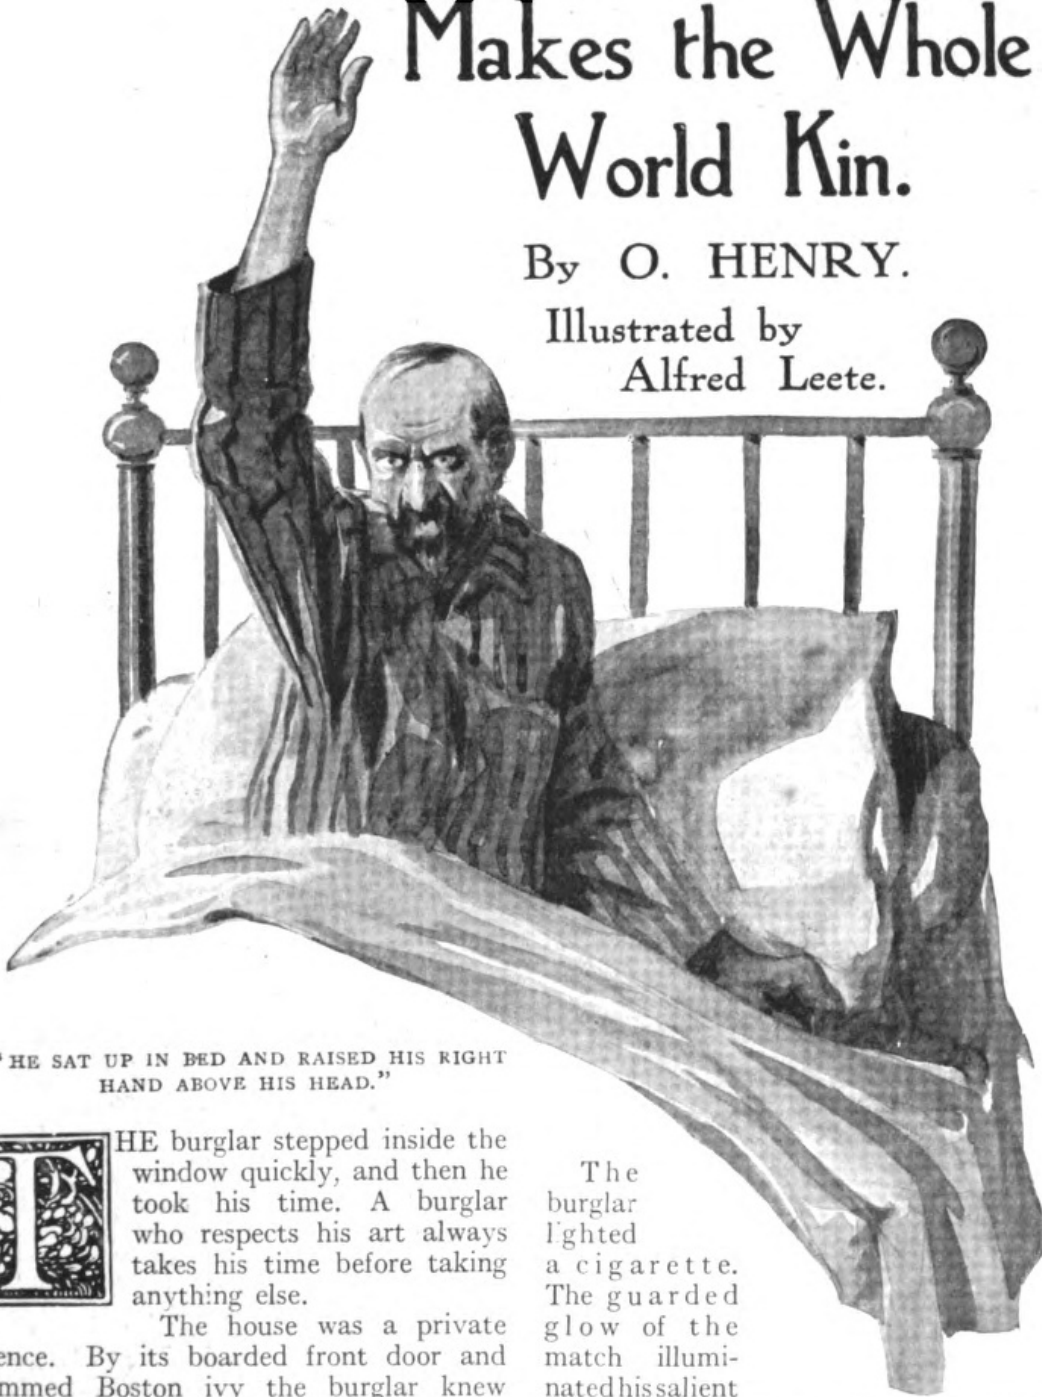 Makes the Whole
World Kin.
By O. HENRY.
Illustrated by
Alfred Leete.
"HE SAT UP IN BED AND RAISED HIS RIGHT
HAND ABOVE HIS HEAD."
THE burglar stepped inside the
window quickly, and then he
took his time. A burglar
who respects his art always
takes his time before taking
anything else.
The house was a private
ence. By its boarded front door and
mmed Boston ivy the burglar knew
The
burglar
lighted
a cigarette.
The guarded
glow of the
match illumi-
nated his salient